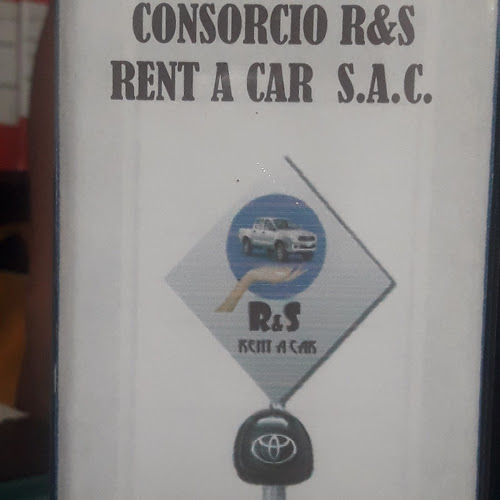 CONSORCIO R&S
RENT A CAR S.A.C.
R&S
RENT A CAR